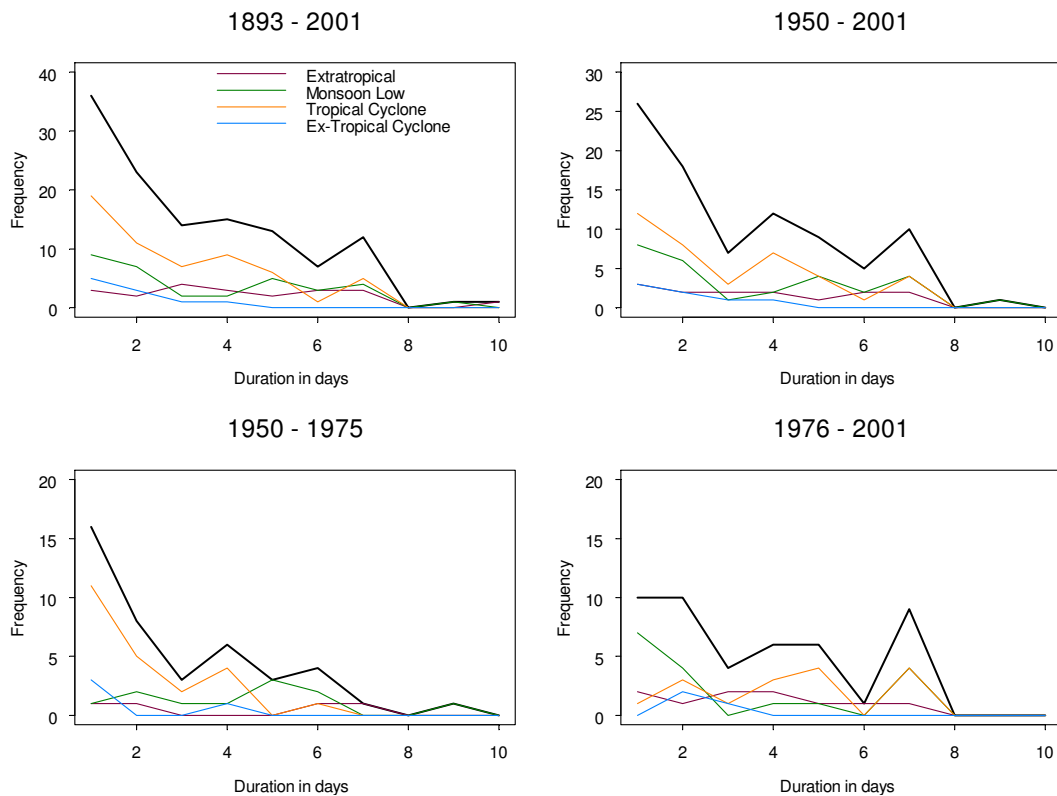 1893 - 2001
40
30
20
10
0
Frequency
Extratropical
Monsoon Low
Tropical Cyclone
Ex-Tropical Cyclone
2 4 6 8 10
Duration in days
1950 - 2001
30
25
20
15
10
5
0
Frequency
2 4 6 8 10
Duration in days
1950 - 1975
20
15
10
5
0
Frequency
2 4 6 8 10
Duration in days
1976 - 2001
20
15
10
5
0
Frequency
2 4 6 8 10
Duration in days